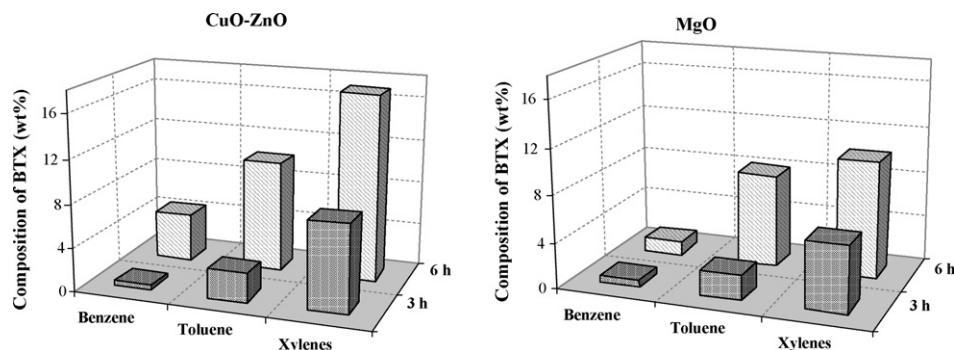 CuO-ZnO
Composition of BTX (wt%)
16
12
8
4
0
Benzene
Toluene
Xylenes
3 h
6 h
MgO
Composition of BTX (wt%)
16
12
8
4
0
Benzene
Toluene
Xylenes
3 h
6 h